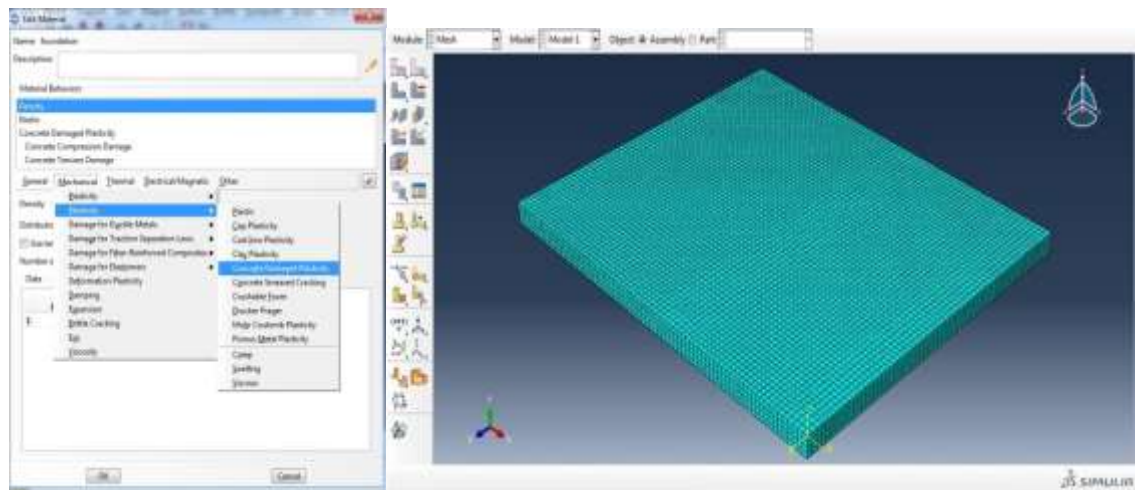 Edit Material
Name: foundation
Description:
Material Behaviors
Density
Elastic
Concrete Damaged Plasticity
Concrete Compression Damage
Concrete Tension Damage
General Mechanical Thermal Electrical/Magnetic Other
Density
Elasticity
Plasticity
Damage for Ductile Metals
Damage for Traction Separation Laws
Damage for Fiber-Reinforced Composites
Damage for Elastomers
Deformation Plasticity
Damping
Expansion
Brittle Cracking
Eos
Viscosity
Distributio
Number o
Data
Plastic
Cap Plasticity
Cast Iron Plasticity
Clay Plasticity
Concrete Damaged Plasticity
Concrete Smeared Cracking
Crushable Foam
Drucker Prager
Mohr Coulomb Plasticity
Porous Metal Plasticity
Creep
Swelling
Viscous
OK
Cancel
Module: Mesh Model: Model-1 Object: Assembly Part:
SIMULIA